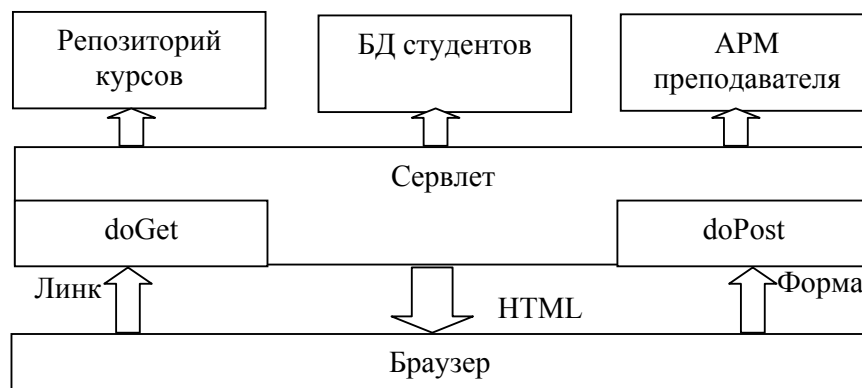 Репозиторий
курсов
БД студентов
АРМ
преподавателя
Сервлет
doGet
doPost
Линк
HTML
Форма
Браузер